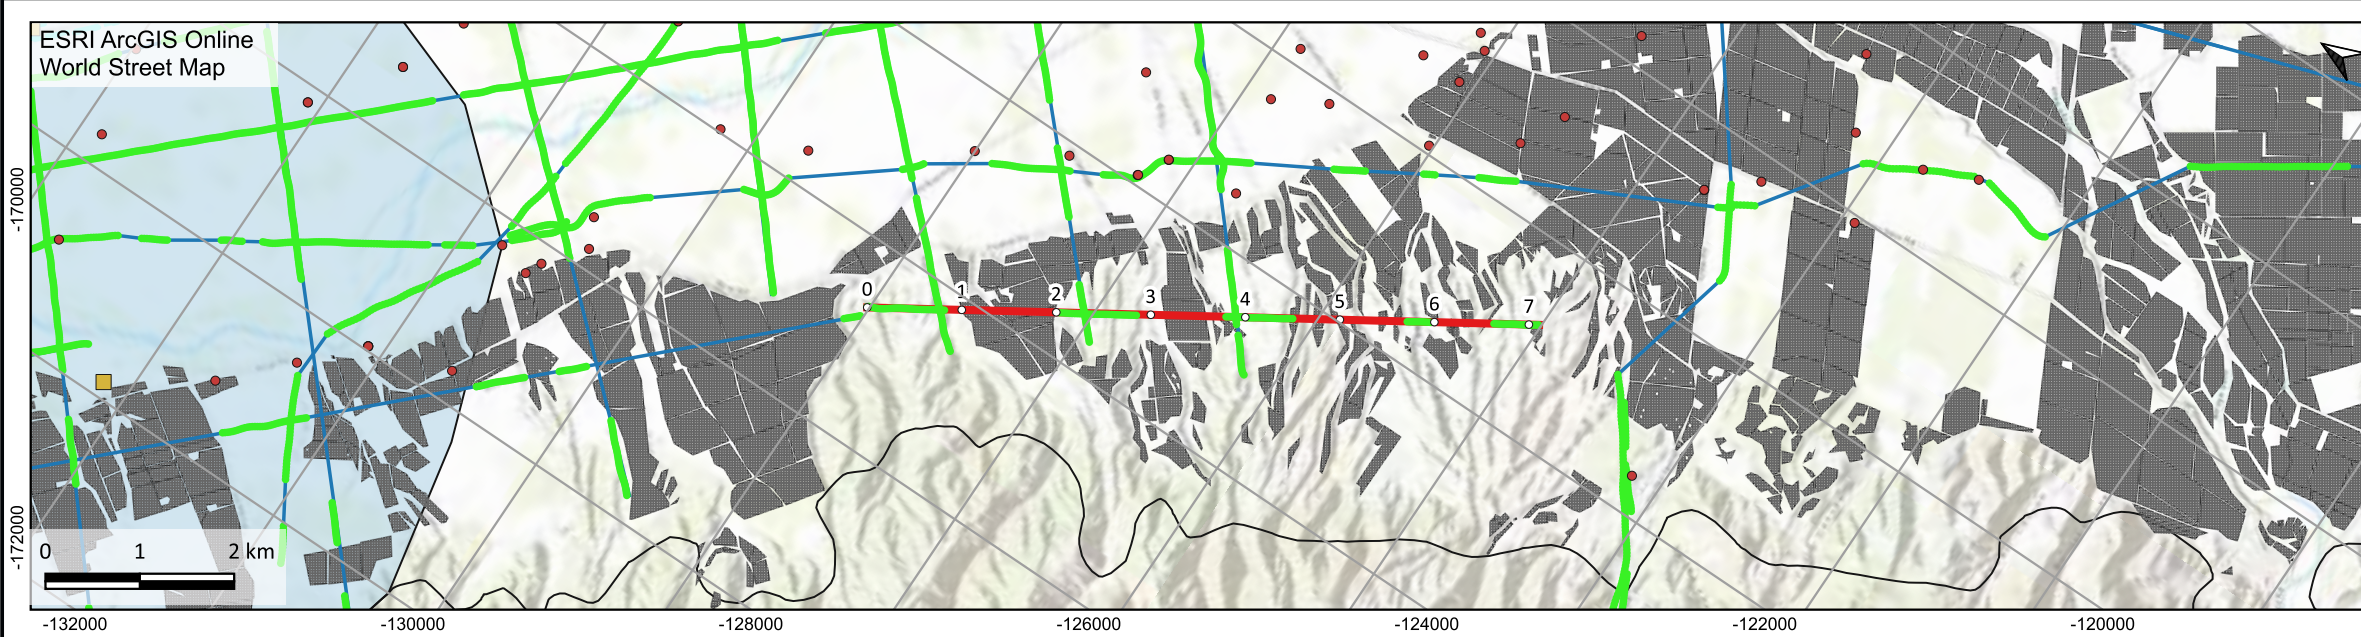 ESRI ArcGIS Online
World Street Map
-170000
-172000
0 1 2 3 4 5 6 7
0 1 2 km
-132000 -130000 -128000 -126000 -124000 -122000 -120000